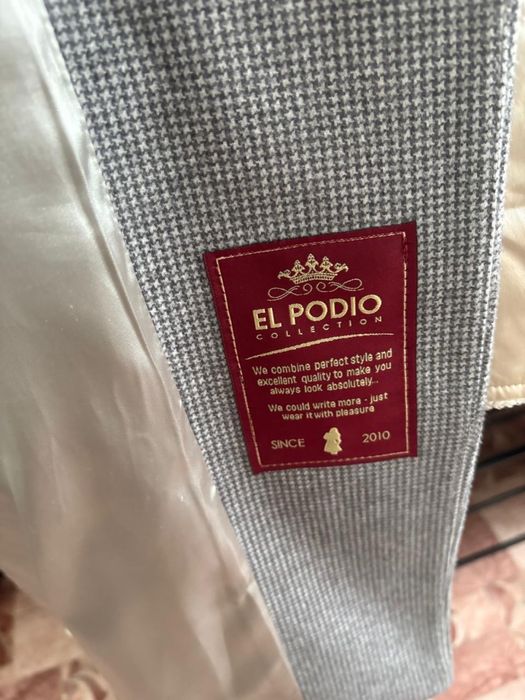 EL PODIO
COLLECTION
We combine perfect style and
excellent quality to make you
always look absolutely...
We could write more - just
wear it with pleasure
SINCE 2010